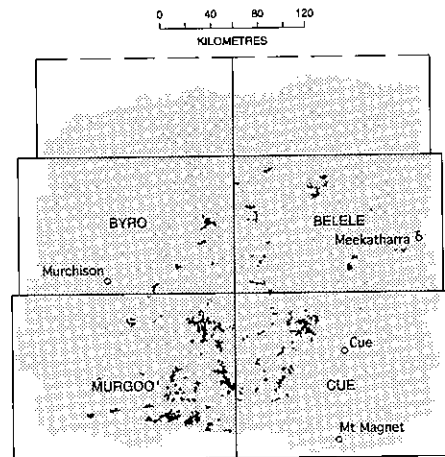 0 40 80 120
KILOMETRES
BYRO
BELELE
Meekatharra
Murchison
Cue
MURGOO
CUE
Mt Magnet